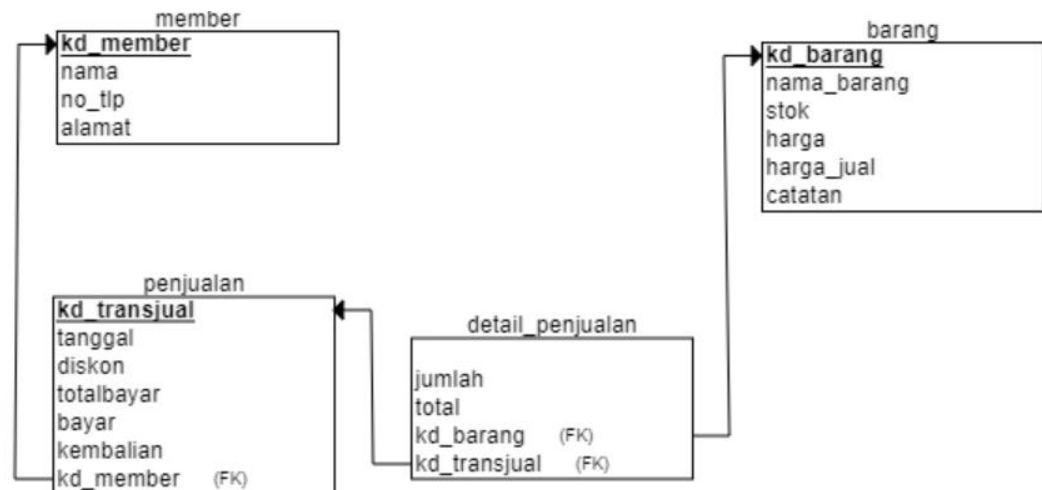 member
kd_member
nama
no_tlp
alamat
barang
kd_barang
nama_barang
stok
harga
harga_jual
catatan
penjualan
kd_transjual
tanggal
diskon
totalbayar
bayar
kembalian
kd_member (FK)
detail_penjualan
jumlah
total
kd_barang (FK)
kd_transjual (FK)